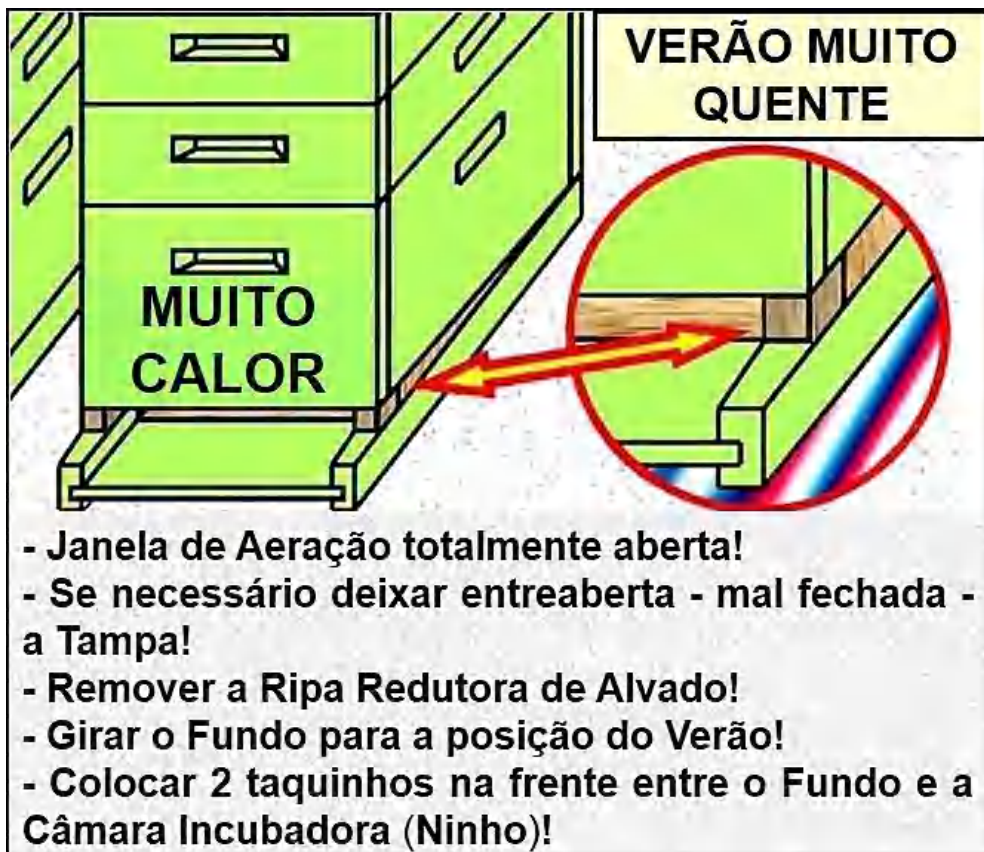 VERÃO MUITO
QUENTE
MUITO
CALOR
- Janela de Aeração totalmente aberta!
- Se necessário deixar entreaberta - mal fechada -
a Tampa!
- Remover a Ripa Redutora de Alvado!
- Girar o Fundo para a posição do Verão!
- Colocar 2 taquinhos na frente entre o Fundo e a
Câmara Incubadora (Ninho)!